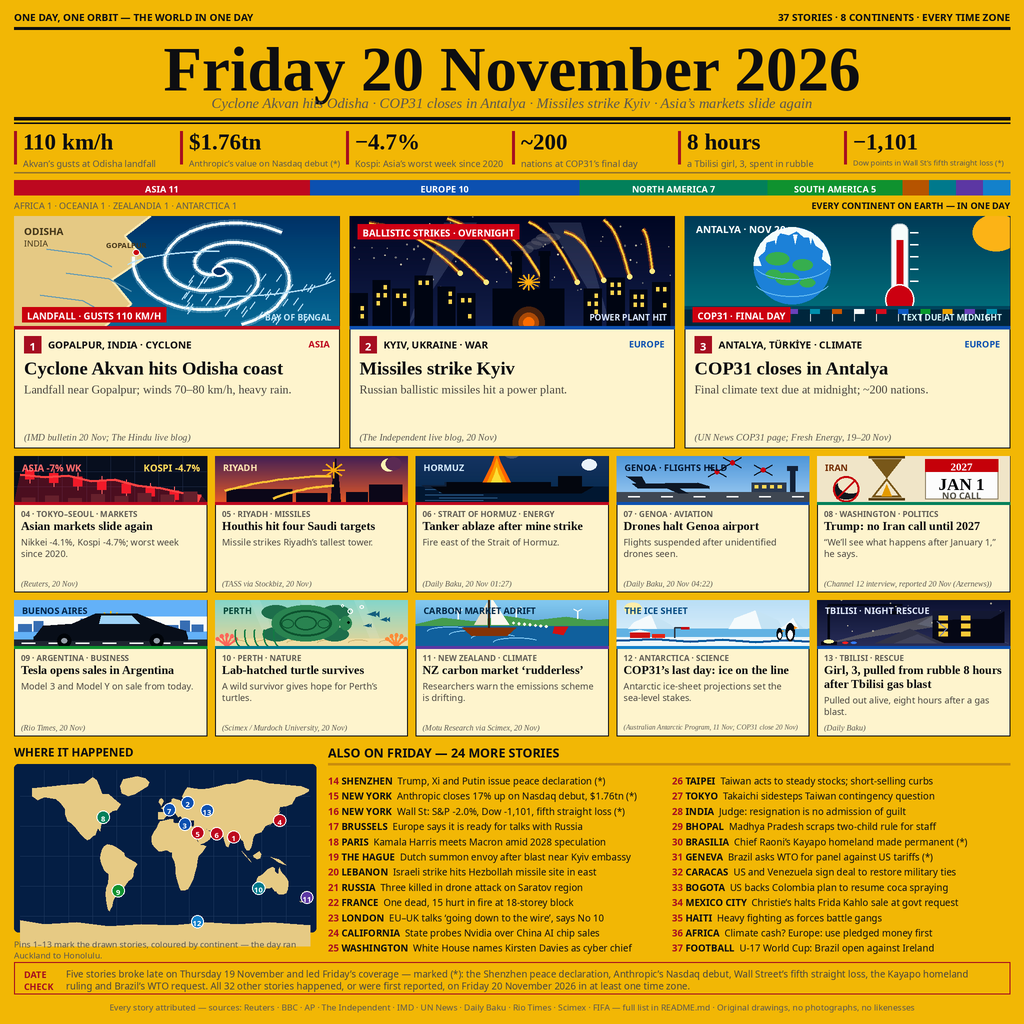 ONE DAY, ONE ORBIT — THE WORLD IN ONE DAY
37 STORIES · 8 CONTINENTS · EVERY TIME ZONE
Friday 20 November 2026
Cyclone Akvan hits Odisha · COP31 closes in Antalya · Missiles strike Kyiv · Asia’s markets slide again
110 km/h
Akvan’s gusts at Odisha landfall
$1.76tn
Anthropic’s value on Nasdaq debut (*)
−4.7%
Kospi: Asia’s worst week since 2020
~200
nations at COP31’s final day
8 hours
a Tbilisi girl, 3, spent in rubble
−1,101
Dow points in Wall St’s fifth straight loss (*)
ASIA 11
EUROPE 10
NORTH AMERICA 7
SOUTH AMERICA 5
AFRICA 1 · OCEANIA 1 · ZELANDIA 1 · ANTARCTICA 1
EVERY CONTINENT ON EARTH — IN ONE DAY
ODISHA
INDIA
LANDFALL · GUSTS 110 KM/H
BAY OF BENGAL
1 GOPALPUR, INDIA · CYCLONE
ASIA
Cyclone Akvan hits Odisha coast
Landfall near Gopalpur; winds 70–80 km/h, heavy rain.
(IMD bulletin 20 Nov; The Hindu live blog)
BALLISTIC STRIKES · OVERNIGHT
POWER PLANT HIT
2 KYIV, UKRAINE · WAR
EUROPE
Missiles strike Kyiv
Russian ballistic missiles hit a power plant.
(The Independent live blog, 20 Nov)
ANTALYA · NOV 20
COP31 · FINAL DAY
TEXT DUE AT MIDNIGHT
3 ANTALYA, TÜRKİYE · CLIMATE
EUROPE
COP31 closes in Antalya
Final climate text due at midnight; ~200 nations.
(UN News COP31 page; Fresh Energy, 19–20 Nov)
ASIA -7% WK
KOSPI -4.7%
04 · TOKYO–SEOUL · MARKETS
Asian markets slide again
Nikkei -4.1%, Kospi -4.7%; worst week
since 2020.
(Reuters, 20 Nov)
RIYADH
05 · RIYADH · MISSILES
Houthis hit four Saudi targets
Missile strikes Riyadh’s tallest tower.
(TASS via Stockbiz, 20 Nov)
HORMUZ
06 · STRAIT OF HORMUZ · ENERGY
Tanker ablaze after mine strike
Fire east of the Strait of Hormuz.
(Daily Baku, 20 Nov 01:27)
GENOA · FLIGHTS HELD
07 · GENOA · AVIATION
Drones halt Genoa airport
Flights suspended after unidentified
drones seen.
(Daily Baku, 20 Nov 04:22)
IRAN
2027
JAN 1
NO CALL
08 · WASHINGTON · POLITICS
Trump: no Iran call until 2027
“We’ll see what happens after January 1,”
he says.
(Channel 12 interview, reported 20 Nov (Azernews))
BUENOS AIRES
09 · ARGENTINA · BUSINESS
Tesla opens sales in Argentina
Model 3 and Model Y on sale from today.
(Rio Times, 20 Nov)
PERTH
10 · PERTH · NATURE
Lab-hatched turtle survives
A wild survivor gives hope for Perth’s
turtles.
(Scimex / Murdoch University, 20 Nov)
CARBON MARKET ADRIFT
11 · NEW ZEALAND · CLIMATE
NZ carbon market ‘rudderless’
Researchers warn the emissions scheme
is drifting.
(Motu Research via Scimex, 20 Nov)
THE ICE SHEET
12 · ANTARCTICA · SCIENCE
COP31’s last day: ice on the line
Antarctic ice-sheet projections set the
sea-level stakes.
(Australian Antarctic Program, 11 Nov; COP31 close 20 Nov)
TBILISI · NIGHT RESCUE
13 · TBILISI · RESCUE
Girl, 3, pulled from rubble 8 hours
after Tbilisi gas blast
Pulled out alive, eight hours after a gas
blast.
(Daily Baku)
WHERE IT HAPPENED
8
7
2
13
3
5
6
1
4
9
10
11
12
Pins 1–13 mark the drawn stories, coloured by continent — the day ran
Auckland to Honolulu.
ALSO ON FRIDAY — 24 MORE STORIES
14 SHENZHEN Trump, Xi and Putin issue peace declaration (*)
15 NEW YORK Anthropic closes 17% up on Nasdaq debut, $1.76tn (*)
16 NEW YORK Wall St: S&P -2.0%, Dow -1,101, fifth straight loss (*)
17 BRUSSELS Europe says it is ready for talks with Russia
18 PARIS Kamala Harris meets Macron amid 2028 speculation
19 THE HAGUE Dutch summon envoy after blast near Kyiv embassy
20 LEBANON Israeli strike hits Hezbollah missile site in east
21 RUSSIA Three killed in drone attack on Saratov region
22 FRANCE One dead, 15 hurt in fire at 18-storey block
23 LONDON EU–UK talks ‘going down to the wire’, says No 10
24 CALIFORNIA State probes Nvidia over China AI chip sales
25 WASHINGTON White House names Kirsten Davies as cyber chief
26 TAIPEI Taiwan acts to steady stocks; short-selling curbs
27 TOKYO Takaichi sidesteps Taiwan contingency question
28 INDIA Judge: resignation is no admission of guilt
29 BHOPAL Madhya Pradesh scraps two-child rule for staff
30 BRASILIA Chief Raoni’s Kayapo homeland made permanent (*)
31 GENEVA Brazil asks WTO for panel against US tariffs (*)
32 CARACAS US and Venezuela sign deal to restore military ties
33 BOGOTA US backs Colombia plan to resume coca spraying
34 MEXICO CITY Christie’s halts Frida Kahlo sale at govt request
35 HAITI Heavy fighting as forces battle gangs
36 AFRICA Climate cash? Europe: use pledged money first
37 FOOTBALL U-17 World Cup: Brazil open against Ireland
DATE
CHECK
Five stories broke late on Thursday 19 November and led Friday’s coverage — marked (*): the Shenzhen peace declaration, Anthropic’s Nasdaq debut, Wall Street’s fifth straight loss, the Kayapo homeland
ruling and Brazil’s WTO request. All 32 other stories happened, or were first reported, on Friday 20 November 2026 in at least one time zone.
Every story attributed — sources: Reuters · BBC · AP · The Independent · IMD · UN News · Daily Baku · Rio Times · Scimex · FIFA — full list in README.md · Original drawings, no photographs, no likenesses